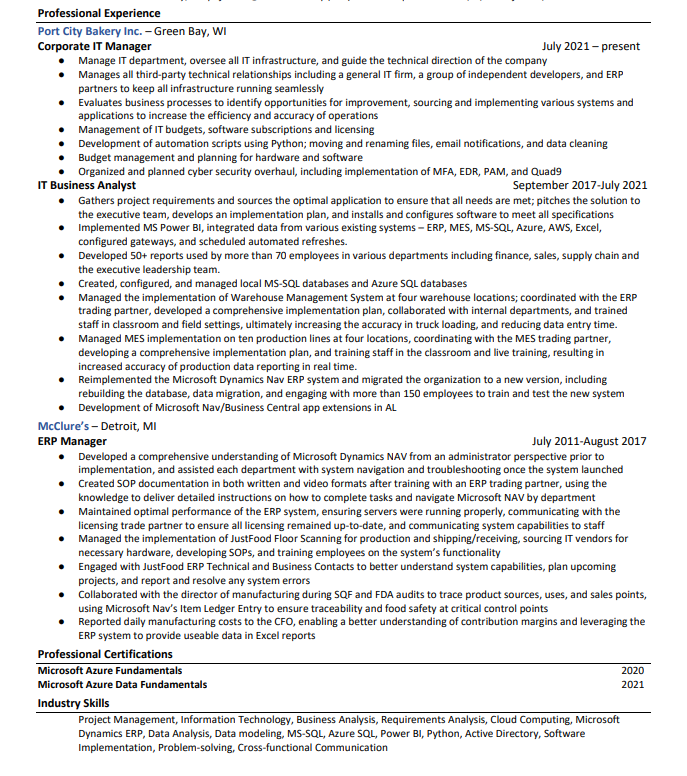 Professional Experience
Port City Bakery Inc. – Green Bay, WI
Corporate IT Manager July 2021 – present
● Manage IT department, oversee all IT infrastructure, and guide the technical direction of the company
● Manages all third-party technical relationships including a general IT firm, a group of independent developers, and ERP
partners to keep all infrastructure running seamlessly
● Evaluates business processes to identify opportunities for improvement, sourcing and implementing various systems and
applications to increase the efficiency and accuracy of operations
● Management of IT budgets, software subscriptions and licensing
● Development of automation scripts using Python; moving and renaming files, email notifications, and data cleaning
● Budget management and planning for hardware and software
● Organized and planned cyber security overhaul, including implementation of MFA, EDR, PAM, and Quad9
IT Business Analyst September 2017-July 2021
● Gathers project requirements and sources the optimal application to ensure that all needs are met; pitches the solution to
the executive team, develops an implementation plan, and installs and configures software to meet all specifications
● Implemented MS Power BI, integrated data from various existing systems – ERP, MES, MS-SQL, Azure, AWS, Excel,
configured gateways, and scheduled automated refreshes.
● Developed 50+ reports used by more than 70 employees in various departments including finance, sales, supply chain and
the executive leadership team.
● Created, configured, and managed local MS-SQL databases and Azure SQL databases
● Managed the implementation of Warehouse Management System at four warehouse locations; coordinated with the ERP
trading partner, developed a comprehensive implementation plan, collaborated with internal departments, and trained
staff in classroom and field settings, ultimately increasing the accuracy in truck loading, and reducing data entry time.
● Managed MES implementation on ten production lines at four locations, coordinating with the MES trading partner,
developing a comprehensive implementation plan, and training staff in the classroom and live training, resulting in
increased accuracy of production data reporting in real time.
● Reimplemented the Microsoft Dynamics Nav ERP system and migrated the organization to a new version, including
rebuilding the database, data migration, and engaging with more than 150 employees to train and test the new system
● Development of Microsoft Nav/Business Central app extensions in AL
McClure’s – Detroit, MI
ERP Manager July 2011-August 2017
● Developed a comprehensive understanding of Microsoft Dynamics NAV from an administrator perspective prior to
implementation, and assisted each department with system navigation and troubleshooting once the system launched
● Created SOP documentation in both written and video formats after training with an ERP trading partner, using the
knowledge to deliver detailed instructions on how to complete tasks and navigate Microsoft NAV by department
● Maintained optimal performance of the ERP system, ensuring servers were running properly, communicating with the
licensing trade partner to ensure all licensing remained up-to-date, and communicating system capabilities to staff
● Managed the implementation of JustFood Floor Scanning for production and shipping/receiving, sourcing IT vendors for
necessary hardware, developing SOPs, and training employees on the system’s functionality
● Engaged with JustFood ERP Technical and Business Contacts to better understand system capabilities, plan upcoming
projects, and report and resolve any system errors
● Collaborated with the director of manufacturing during SQF and FDA audits to trace product sources, uses, and sales points,
using Microsoft Nav’s Item Ledger Entry to ensure traceability and food safety at critical control points
● Reported daily manufacturing costs to the CFO, enabling a better understanding of contribution margins and leveraging the
ERP system to provide useable data in Excel reports
Professional Certifications
Microsoft Azure Fundamentals 2020
Microsoft Azure Data Fundamentals 2021
Industry Skills
Project Management, Information Technology, Business Analysis, Requirements Analysis, Cloud Computing, Microsoft
Dynamics ERP, Data Analysis, Data modeling, MS-SQL, Azure SQL, Power BI, Python, Active Directory, Software
Implementation, Problem-solving, Cross-functional Communication